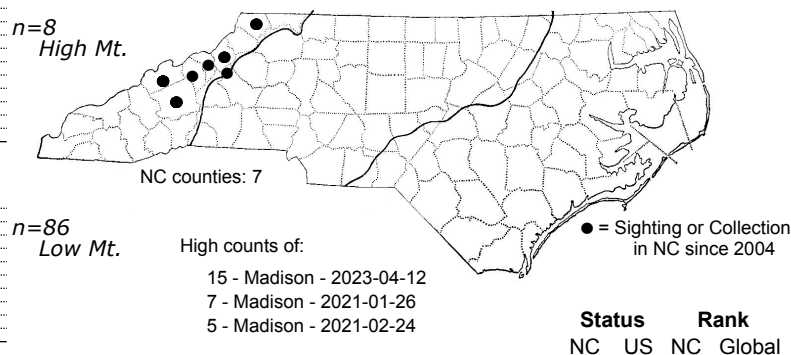 n=8
High Mt.
NC counties: 7
n=86
Low Mt.
High counts of:
15 - Madison - 2023-04-12
7 - Madison - 2021-01-26
5 - Madison - 2021-02-24
● = Sighting or Collection
in NC since 2004
Status Rank
NC US NC Global